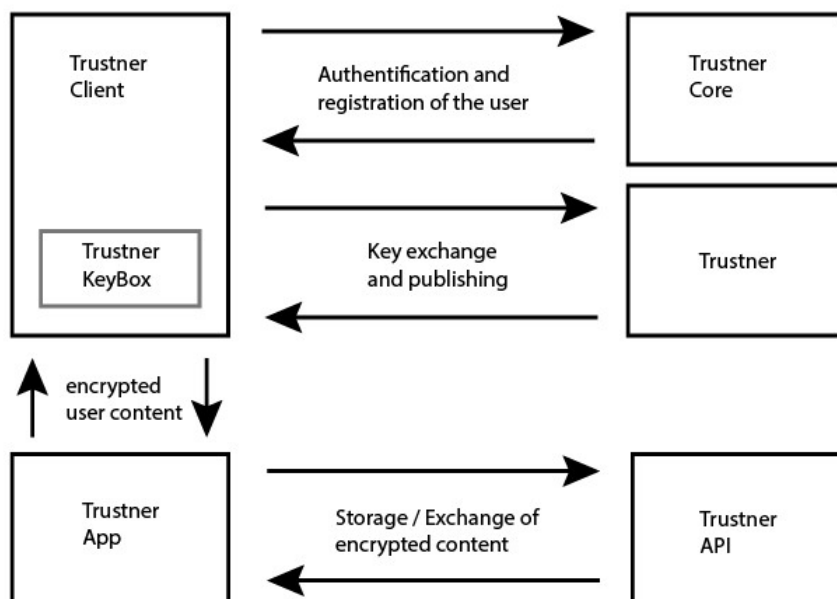 Trustner
Client
Authentification and
registration of the user
Trustner
Core
Trustner
KeyBox
Key exchange
and publishing
Trustner
encrypted
user content
Trustner
App
Storage / Exchange of
encrypted content
Trustner
API